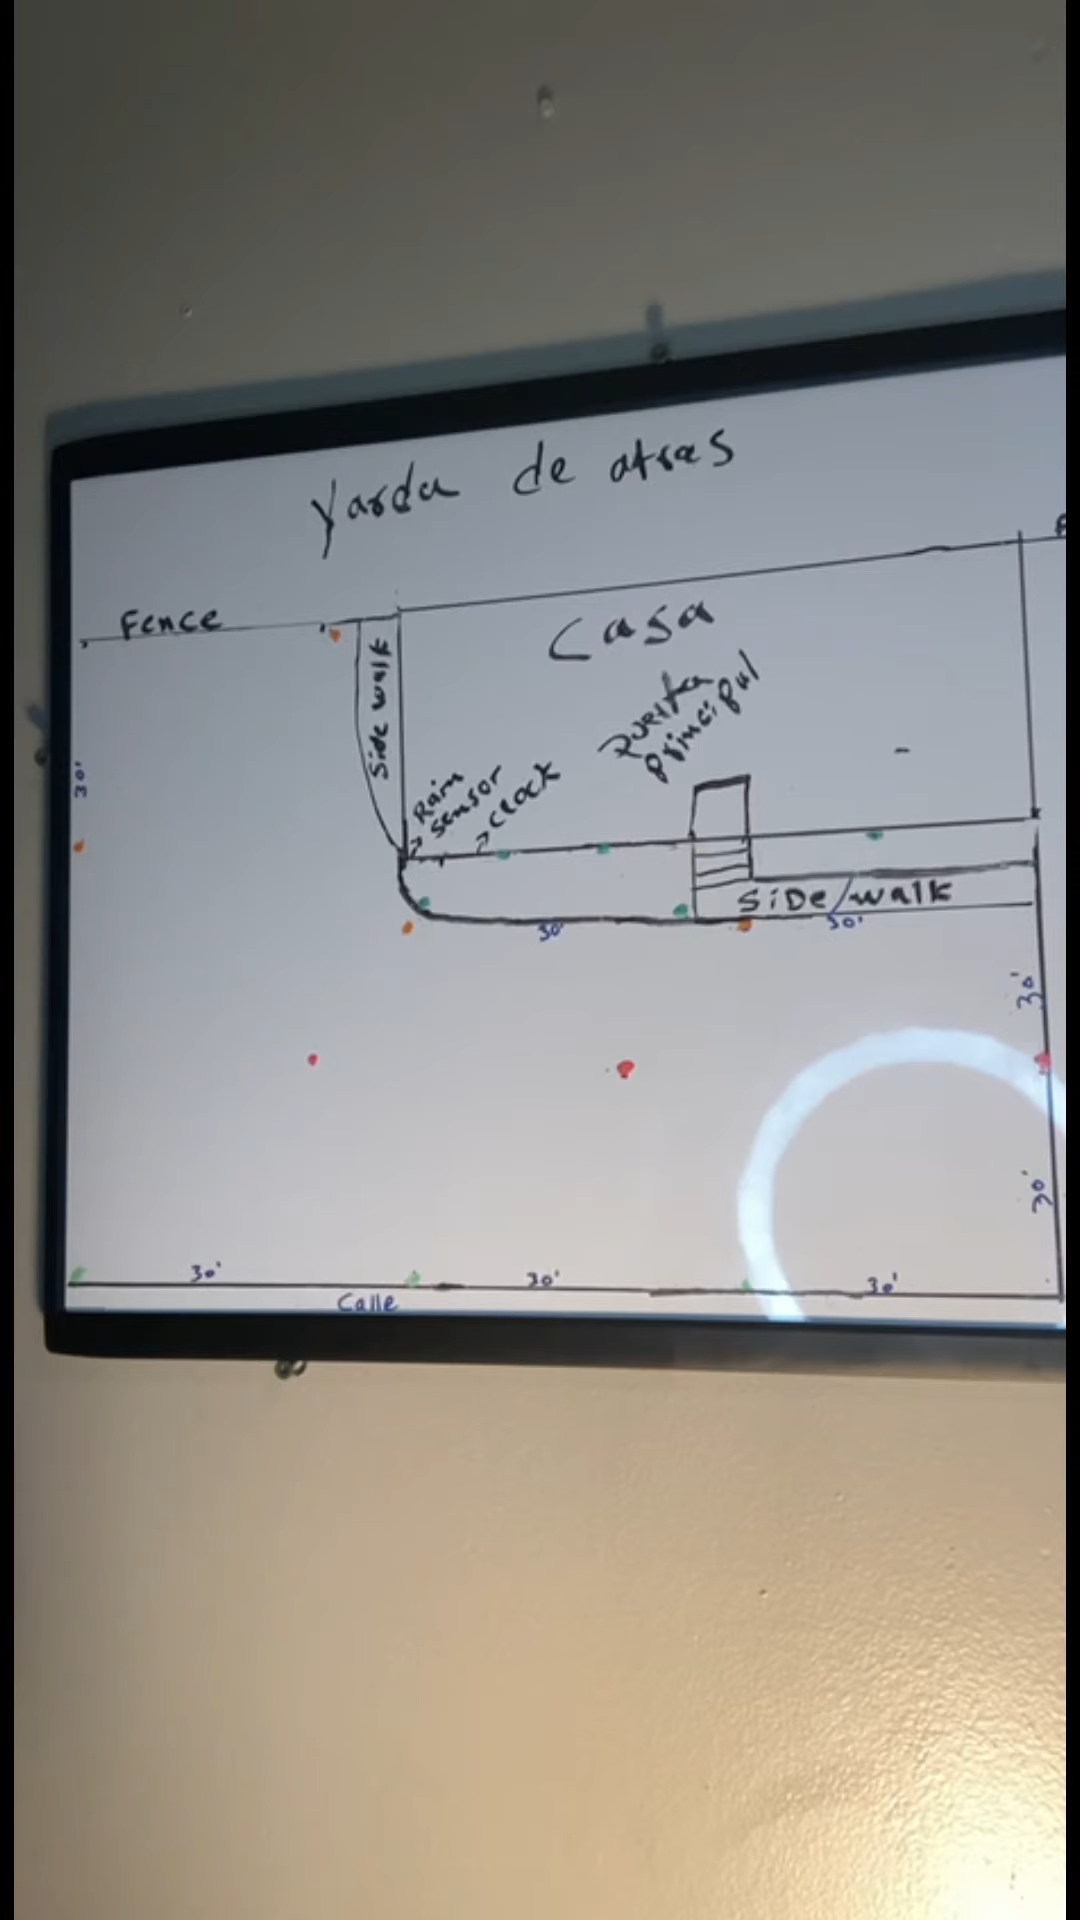 Yarda de atras
Fence
Casa
Side walk
Puerta
Principal
30'
Rain
sensor
Clock
SiDe/walk
30'
30'
30'
30'
30'
30'
30'
Calle